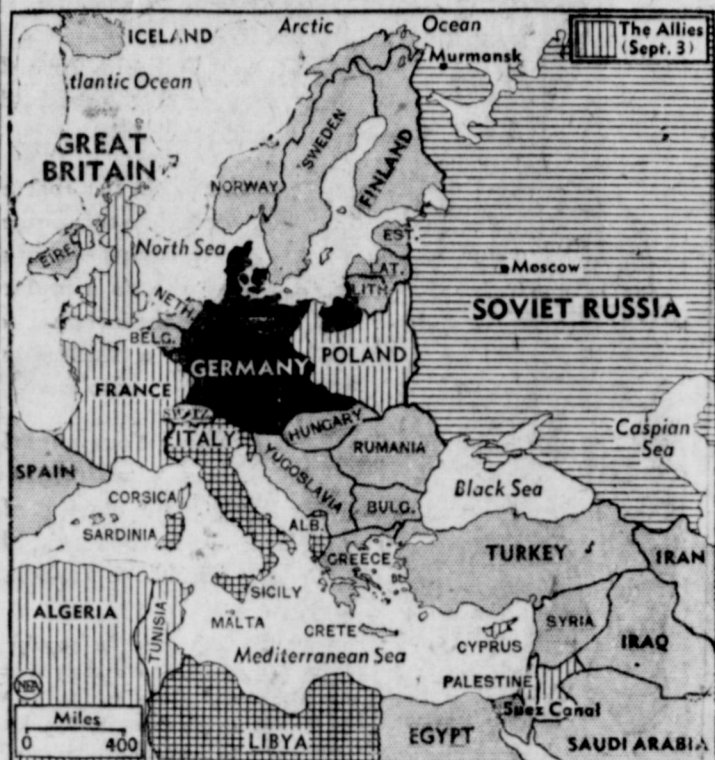 The Allies
(Sept. 3)
Arctic Ocean
ICELAND
Murmansk
Atlantic Ocean
GREAT
BRITAIN
SWEDEN
FINLAND
NORWAY
North Sea
EIRE
EST.
LAT.
LITH.
Moscow
SOVIET RUSSIA
NETH.
BELG.
GERMANY
POLAND
FRANCE
HUNGARY
ITALY
RUMANIA
Caspian
Sea
YUGOSLAVIA
SPAIN
CORSICA
Black Sea
BULG.
SARDINIA
ALB.
GREECE
TURKEY
IRAN
ALGERIA
TUNISIA
SICILY
MALTA
CRETE
CYPRUS
SYRIA
IRAQ
Mediterranean Sea
PALESTINE
NEA
Miles
0 400
LIBYA
EGYPT
Suez Canal
SAUDI ARABIA